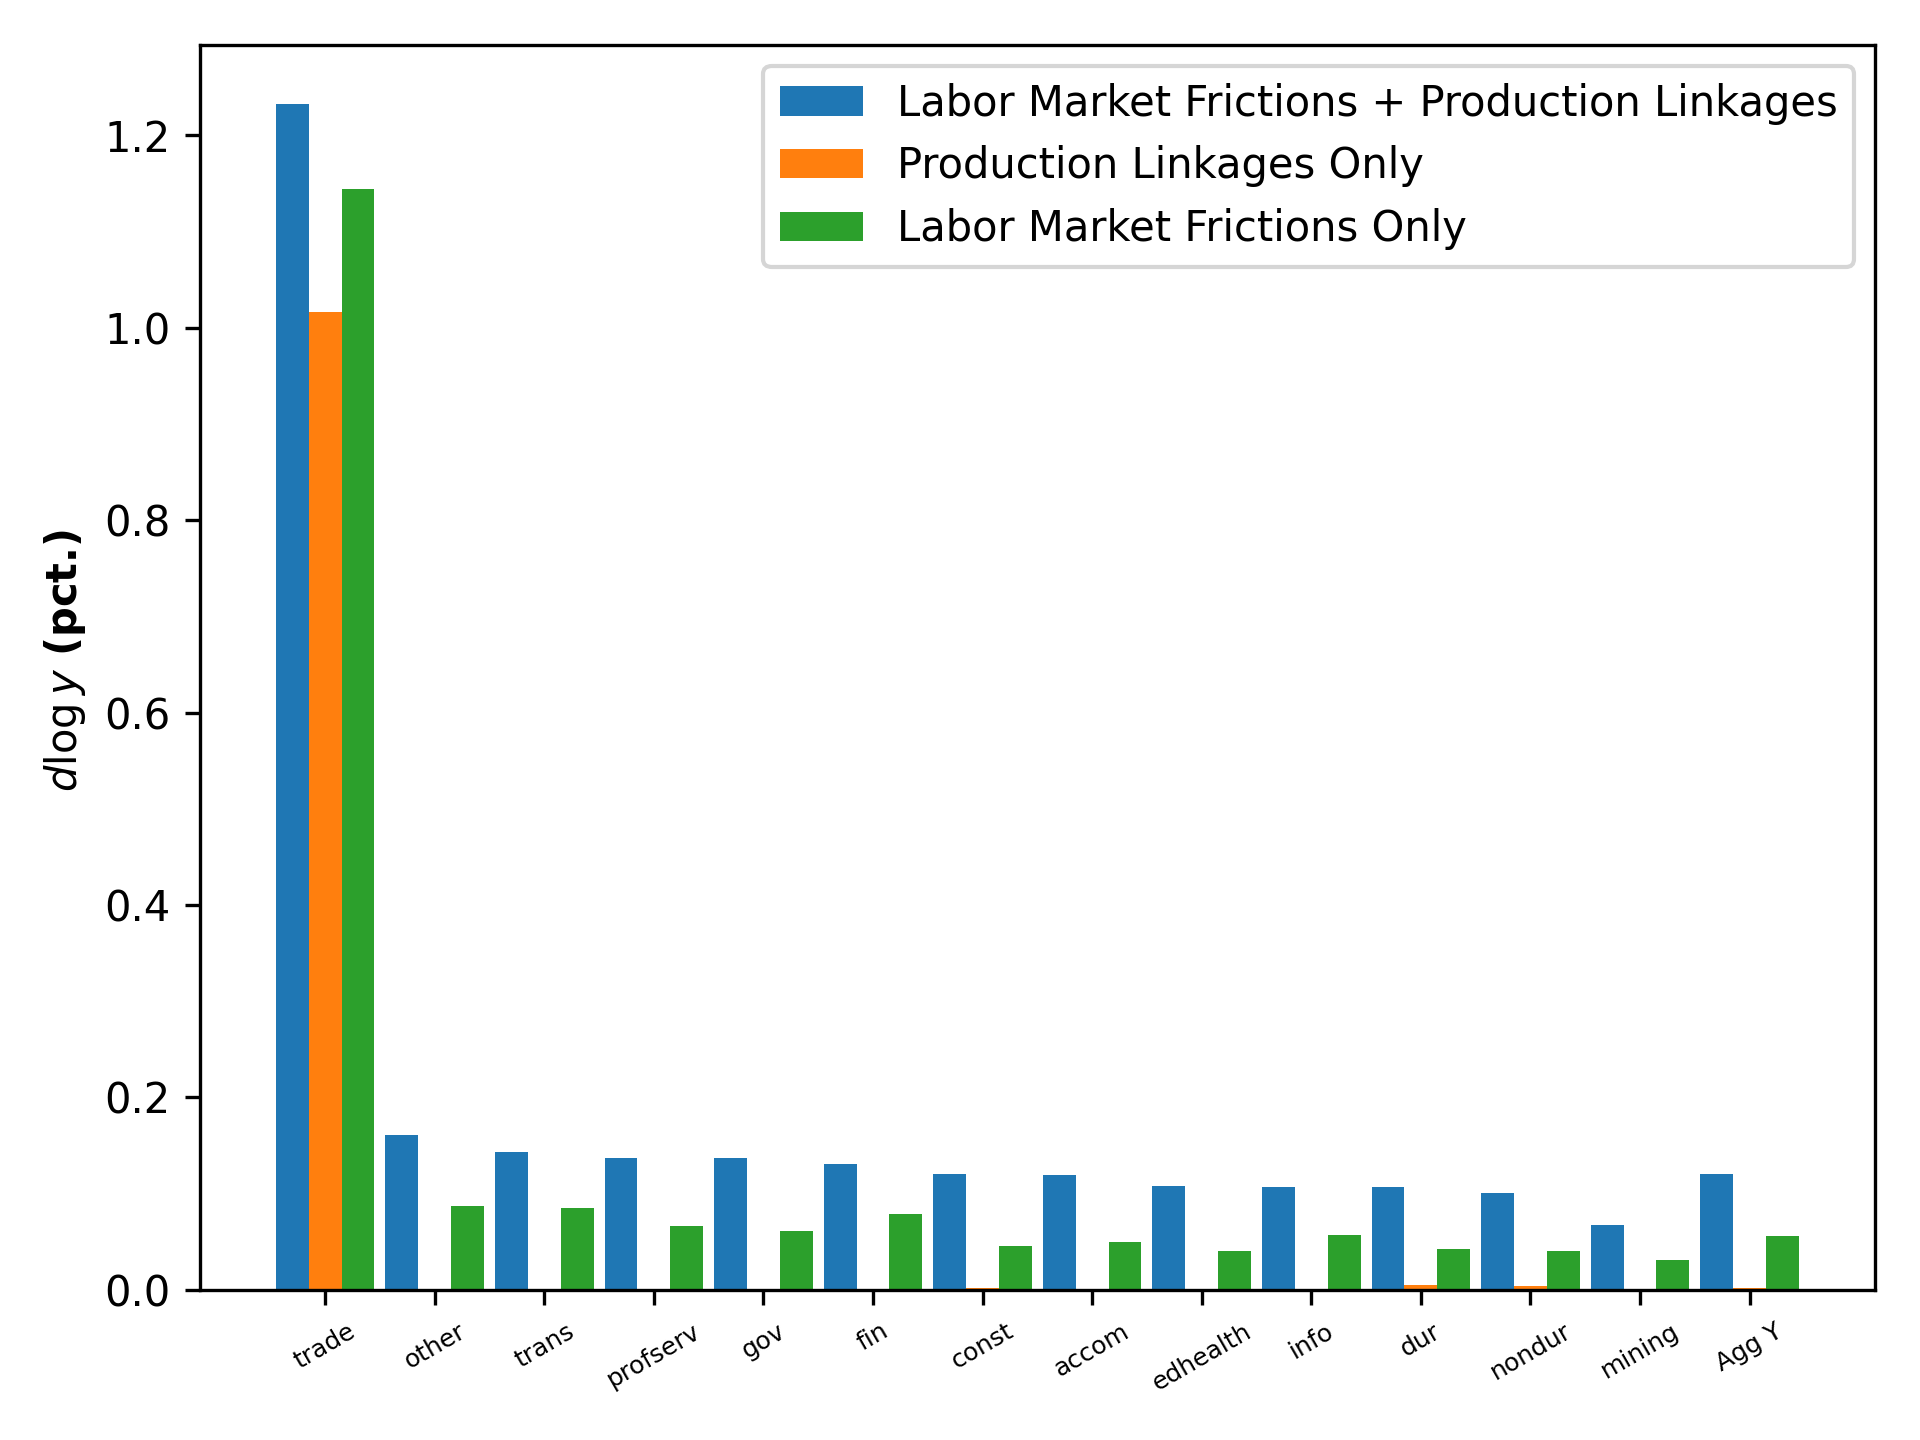 Labor Market Frictions + Production Linkages
Production Linkages Only
Labor Market Frictions Only
dlog y (pct.)
1.2
1.0
0.8
0.6
0.4
0.2
0.0
trade other trans profserv gov fin const accom edhealth info dur nondur mining Agg Y